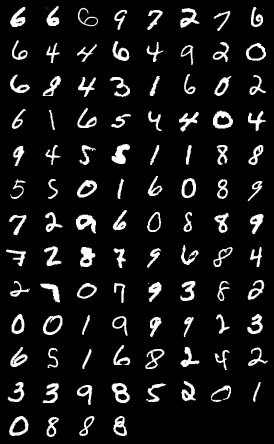 6 6 6 9 7 2 7 6
6 4 4 6 4 9 2 0
6 8 4 3 1 6 0 2
6 1 6 5 4 4 0 4
9 4 5 5 1 1 8 8
5 5 0 1 6 0 8 9
7 2 9 6 0 8 8 9
7 2 8 7 9 6 8 4
2 7 0 7 9 3 8 2
0 0 1 9 9 9 2 3
6 5 1 6 8 2 4 2
3 3 9 8 5 2 0 1
0 8 8 8